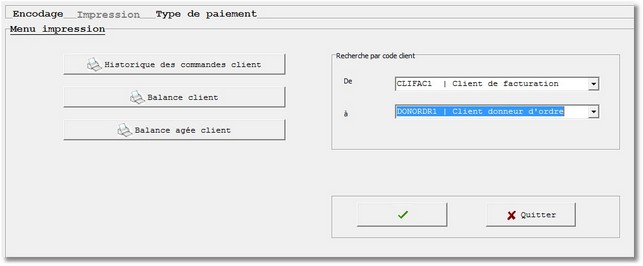 Encodage Impression Type de paiement
Menu impression
Historique des commandes client
Balance client
Balance agée client
Recherche par code client
De CLIFAC1 | Client de facturation
à DONORDR1 | Client donneur d'ordre
Quitter